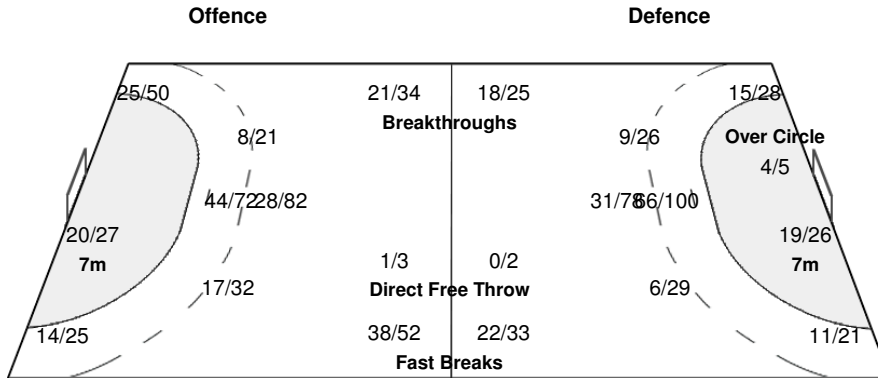 Offence Defence
25/50 21/34 18/25 15/28
Breakthroughs
8/21 9/26 Over Circle
4/5
44/72 28/82 31/78 66/100
20/27 19/26
7m 7m
1/3 0/2
Direct Free Throw
17/32 6/29
14/25 38/52 22/33 11/21
Fast Breaks